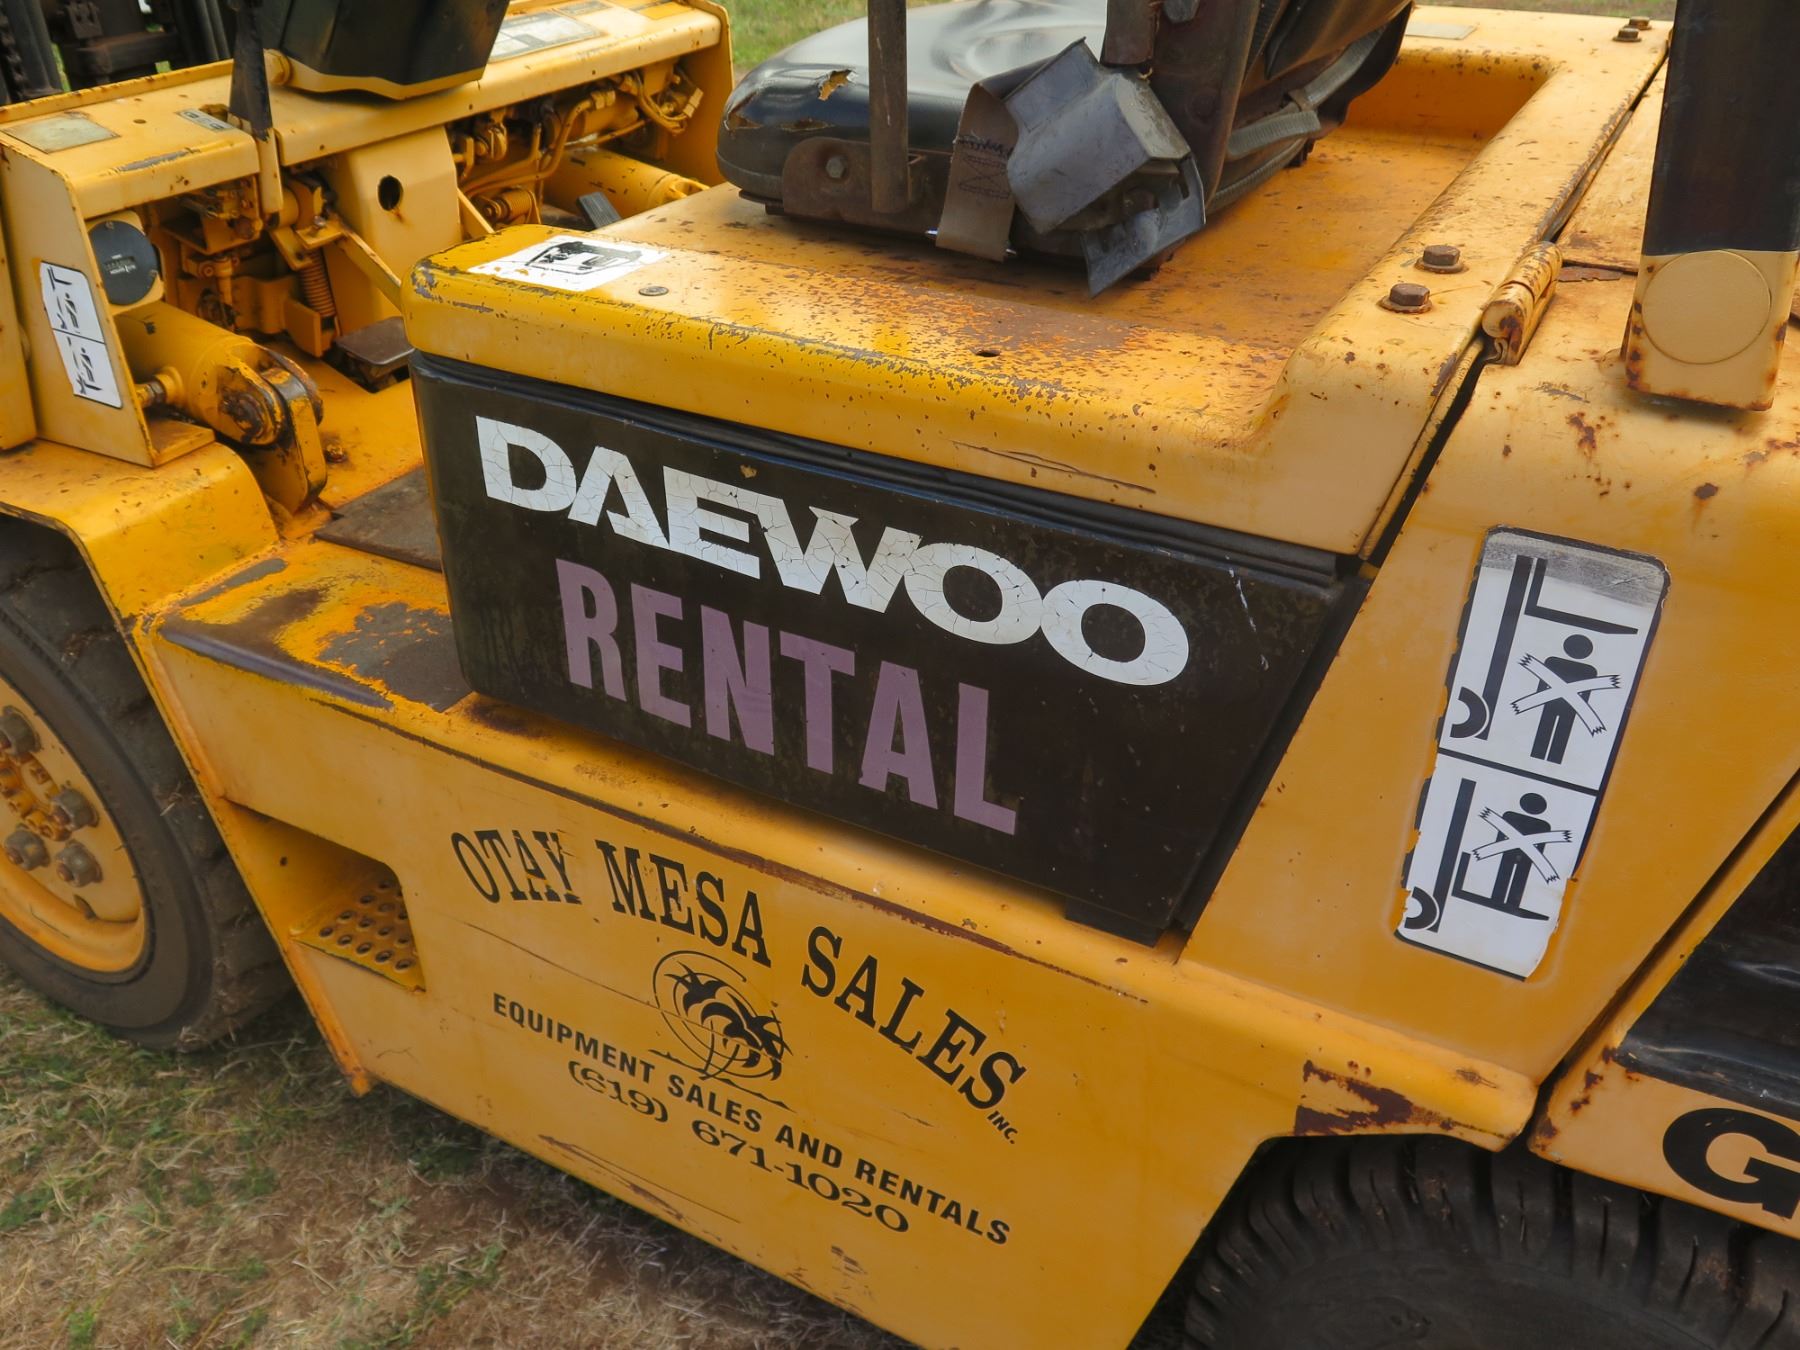 DAEWOO
RENTAL
OTAY MESA SALES INC.
EQUIPMENT SALES AND RENTALS
(619) 671-1020
G